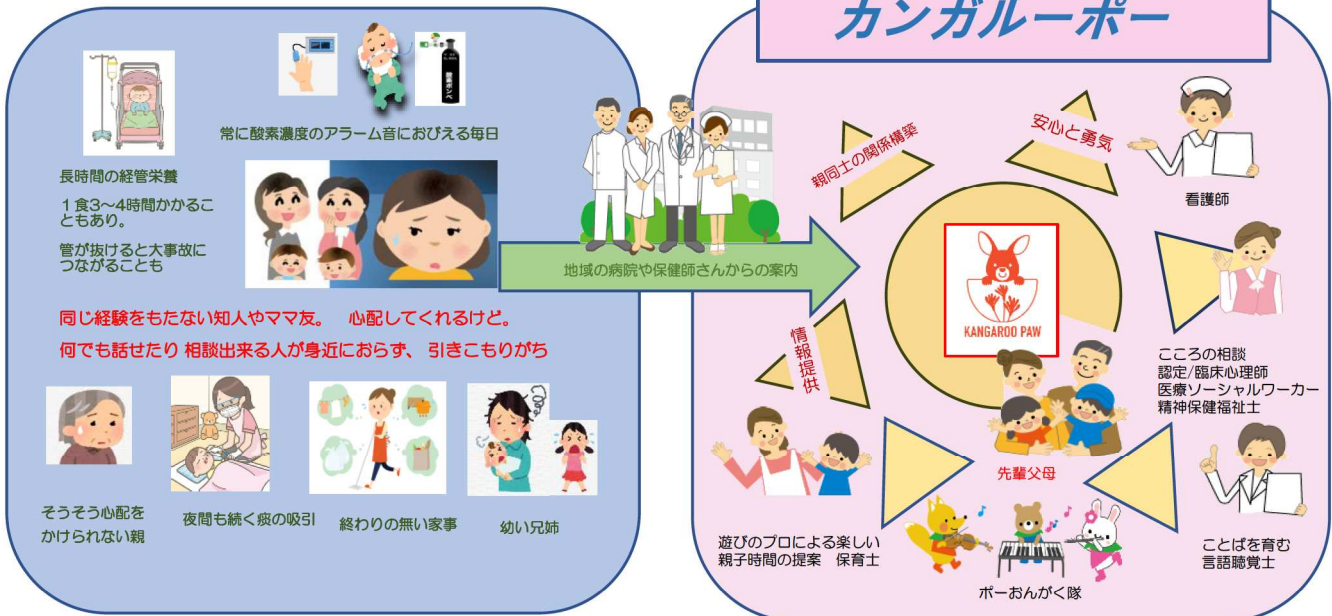 カンガルーポー
常に酸素濃度のアラーム音におびえる毎日
酸素ボンベ
長時間の経管栄養
１食3～4時間かかるこ
ともあり。
管が抜けると大事故に
つながることも
同じ経験をもたない知人やママ友。　心配してくれるけど。
何でも話せたり 相談出来る人が身近におらず、 引きこもりがち
そうそう心配を
かけられない親
夜間も続く痰の吸引
終わりの無い家事
幼い兄姉
地域の病院や保健師さんからの案内
親同士の関係構築
安心と勇気
看護師
KANGAROO PAW
情報提供
こころの相談
認定/臨床心理師
医療ソーシャルワーカー
精神保健福祉士
先輩父母
遊びのプロによる楽しい
親子時間の提案　保育士
ポーおんがく隊
ことばを育む
言語聴覚士